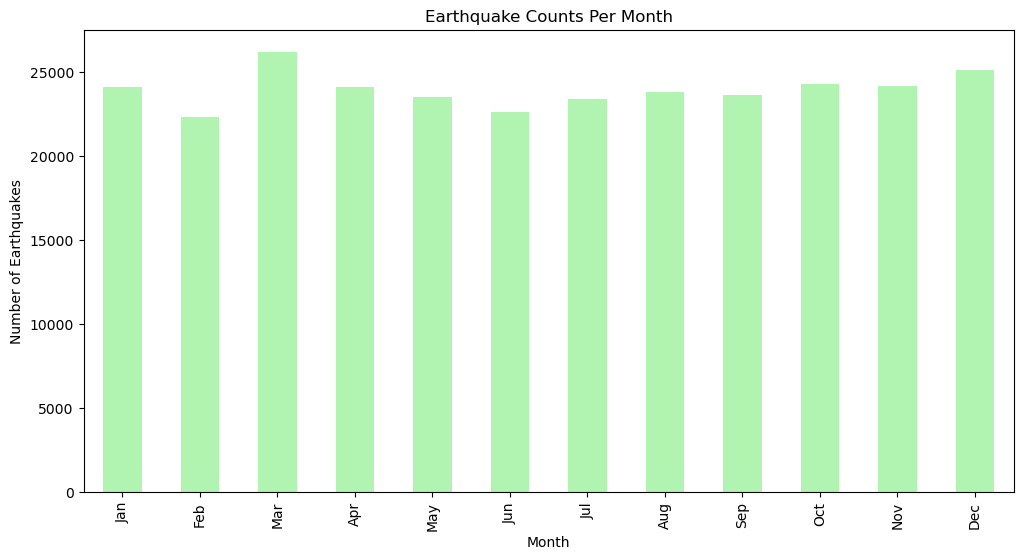 Earthquake Counts Per Month
Number of Earthquakes
25000
20000
15000
10000
5000
0
Jan
Feb
Mar
Apr
May
Jun
Jul
Aug
Sep
Oct
Nov
Dec
Month